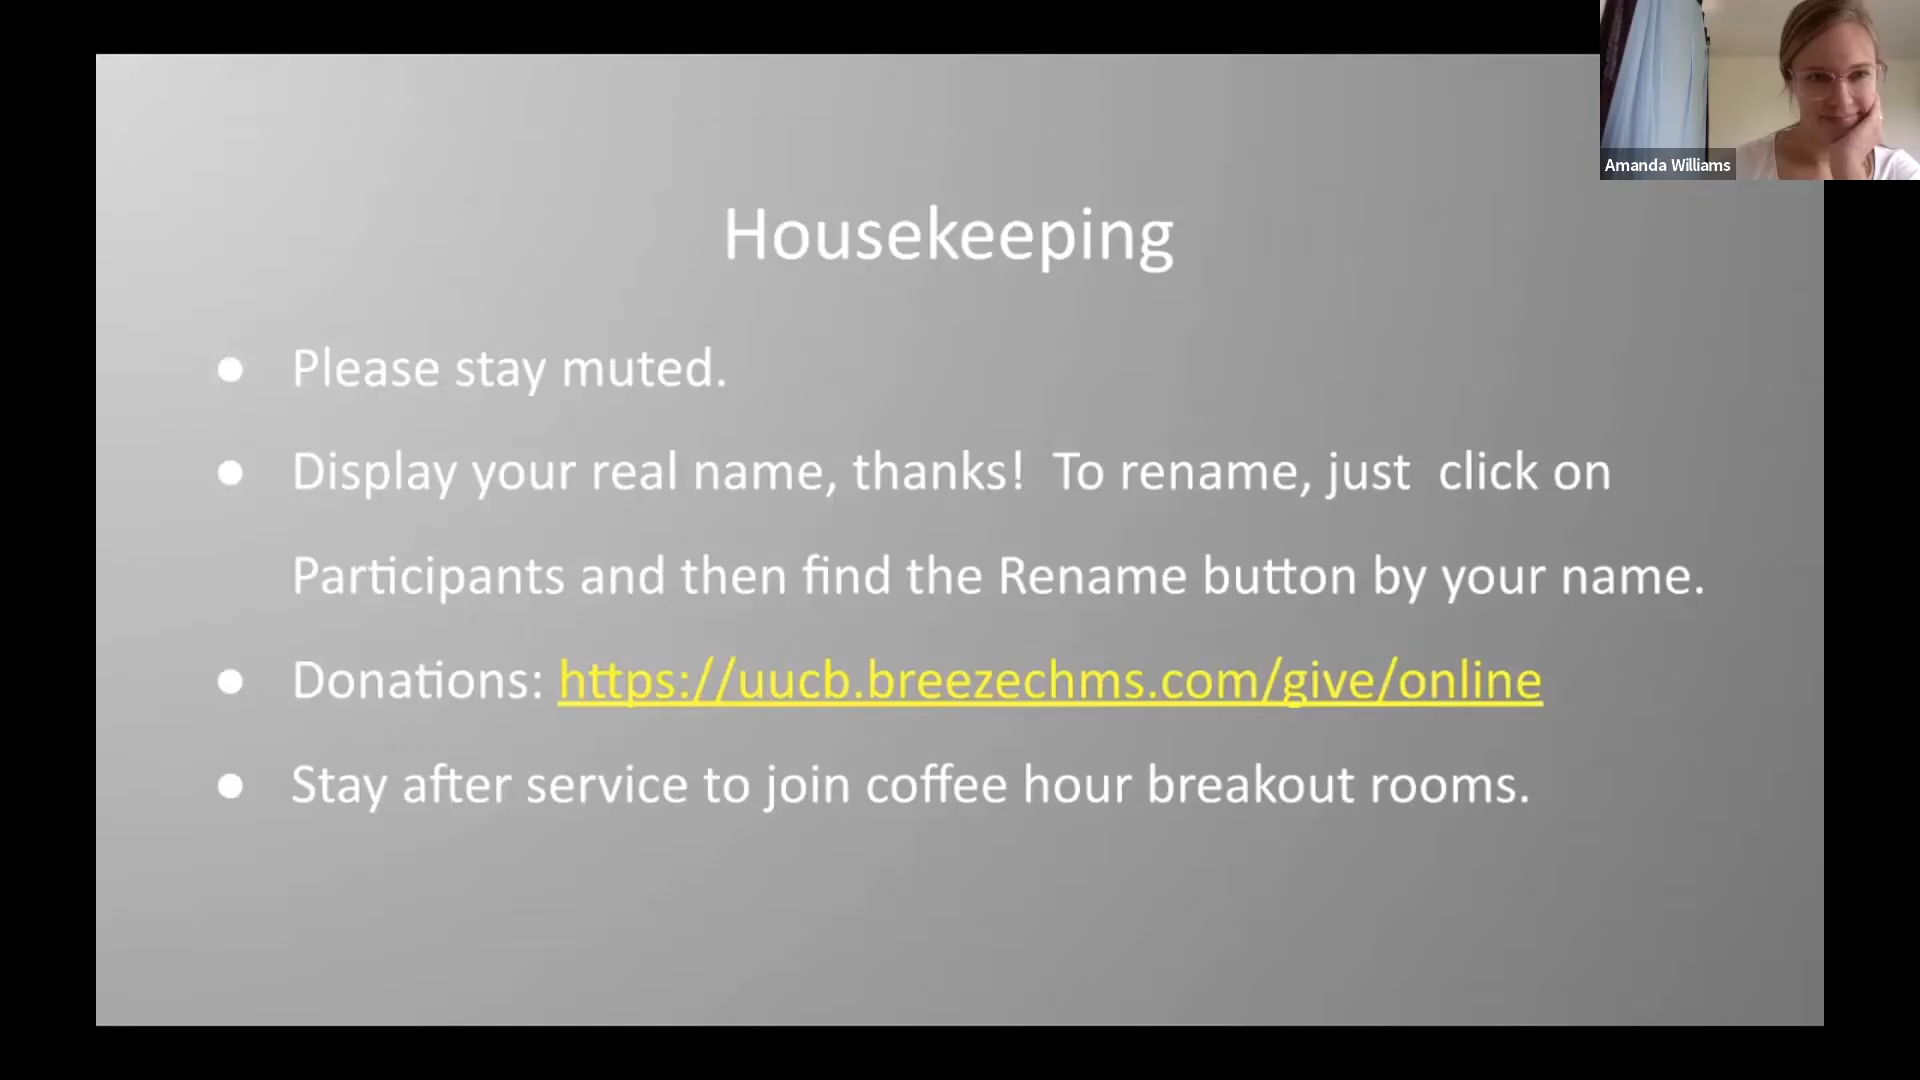 Amanda Williams
Housekeeping
● Please stay muted.
● Display your real name, thanks!  To rename, just  click on
Participants and then find the Rename button by your name.
● Donations: https://uucb.breezechms.com/give/online
● Stay after service to join coffee hour breakout rooms.